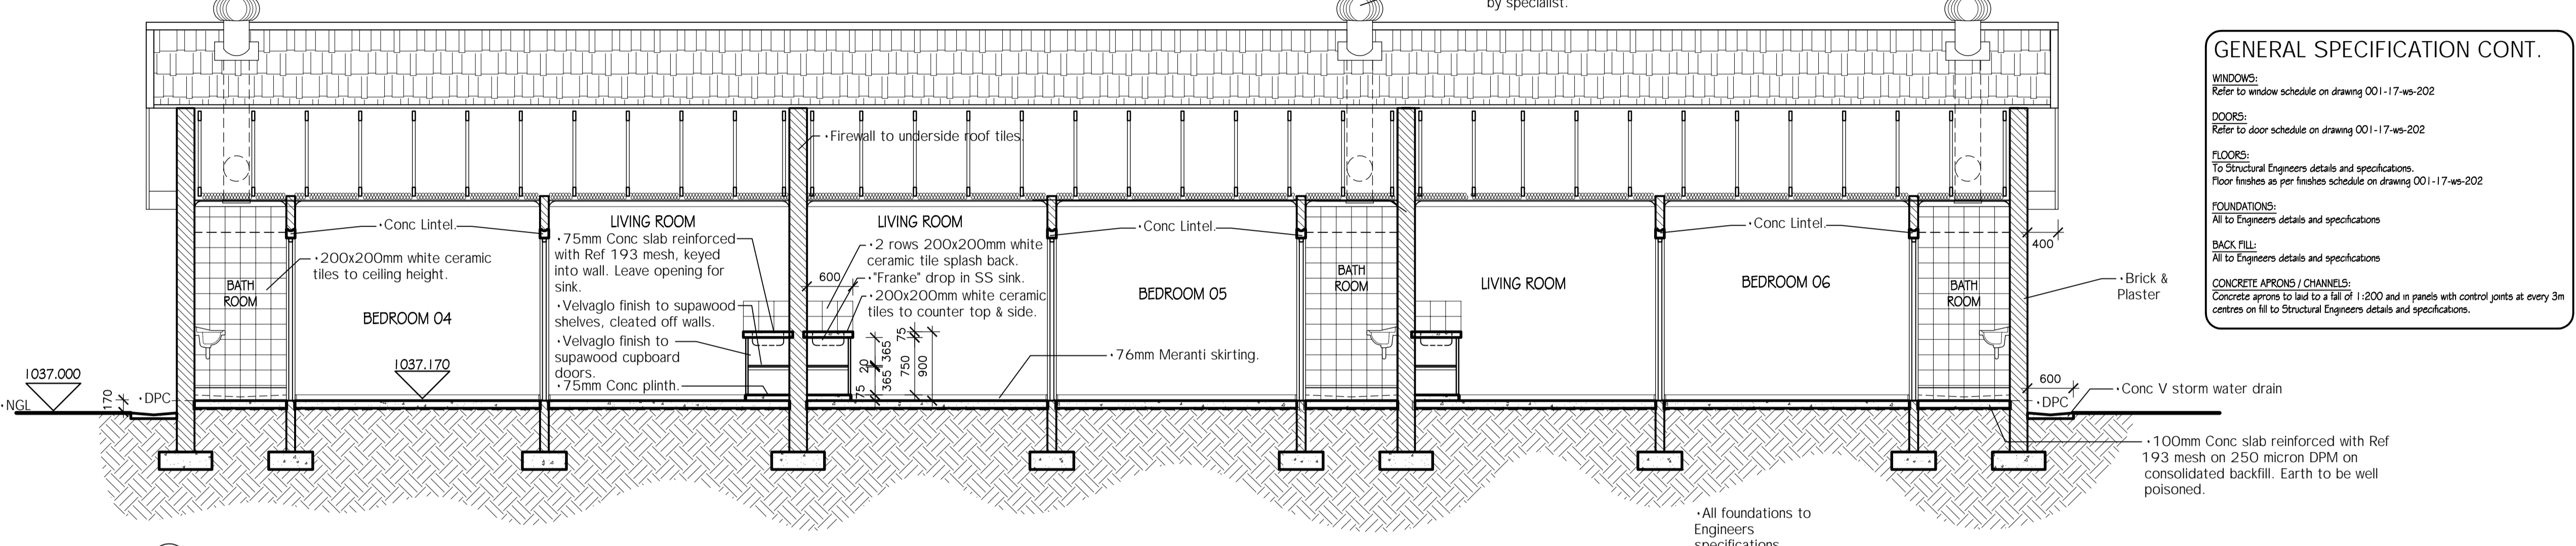 by specialist.
GENERAL SPECIFICATION CONT.
WINDOWS:
Refer to window schedule on drawing 001-17-ws-202
DOORS:
Refer to door schedule on drawing 001-17-ws-202
FLOORS:
To Structural Engineers details and specifications.
Floor finishes as per finishes schedule on drawing 001-17-ws-202
FOUNDATIONS:
All to Engineers details and specifications
BACK FILL:
All to Engineers details and specifications
CONCRETE APRONS / CHANNELS:
Concrete aprons to laid to a fall of 1:200 and in panels with control joints at every 3m
centres on fill to Structural Engineers details and specifications.
•Firewall to underside roof tiles.
•Conc Lintel.
LIVING ROOM
•75mm Conc slab reinforced
with Ref 193 mesh, keyed
into wall. Leave opening for
sink.
•Velvaglo finish to supawood
shelves, cleated off walls.
•Velvaglo finish to
supawood cupboard
doors.
•75mm Conc plinth.
•200x200mm white ceramic
tiles to ceiling height.
BATH
ROOM
BEDROOM 04
1037.170
1037.000
•NGL
170
•DPC
LIVING ROOM
•2 rows 200x200mm white
ceramic tile splash back.
•"Franke" drop in SS sink.
•200x200mm white ceramic
tiles to counter top & side.
600
75
365
20
365
75
750
900
•Conc Lintel.
BEDROOM 05
•76mm Meranti skirting.
BATH
ROOM
LIVING ROOM
•Conc Lintel.
BEDROOM 06
BATH
ROOM
400
•Brick &
Plaster
600
•DPC
•Conc V storm water drain
•100mm Conc slab reinforced with Ref
193 mesh on 250 micron DPM on
consolidated backfill. Earth to be well
poisoned.
•All foundations to
Engineers
specifications